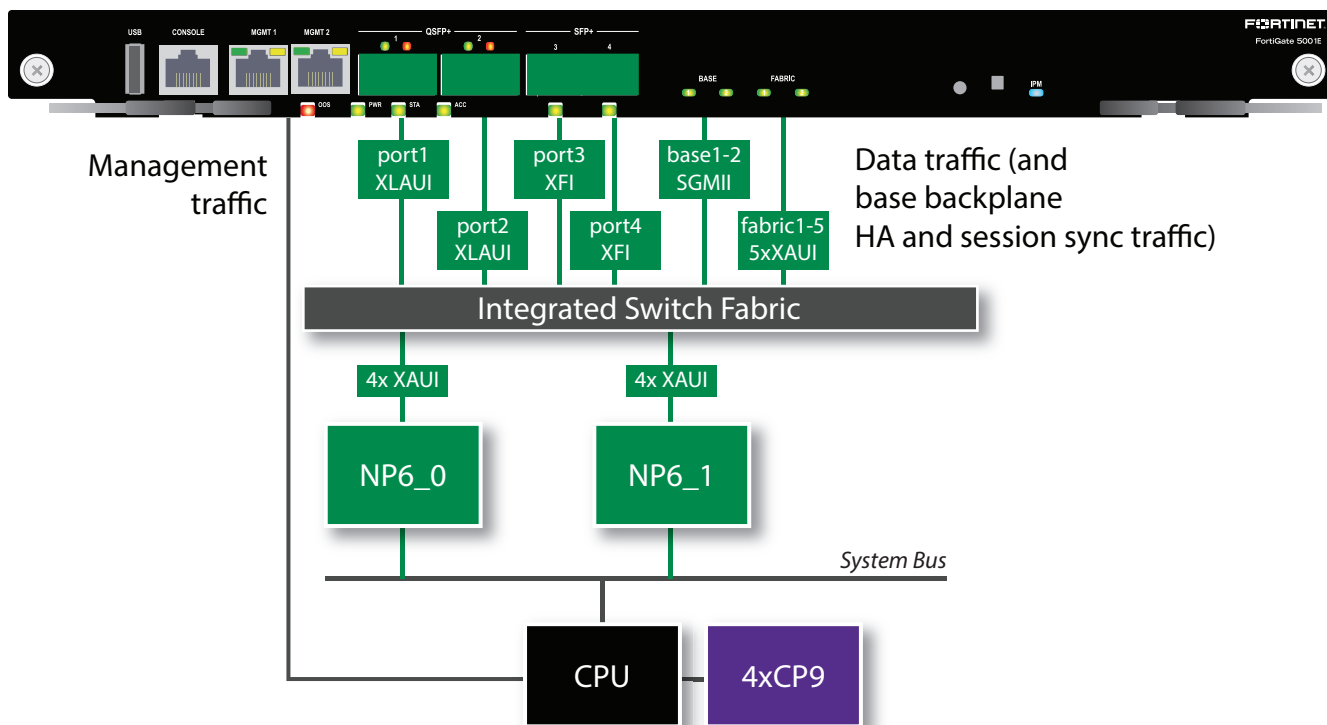 FORTINET
FortiGate 5001E
USB
CONSOLE
MGMT 1
MGMT 2
QSFP+
1
2
SFP+
3
4
BASE
FABRIC
IPM
OOS
PWR
STA
ACC
Management
traffic
port1
XLAUI
port2
XLAUI
port3
XFI
port4
XFI
base1-2
SGMII
fabric1-5
5xXAUI
Data traffic (and
base backplane
HA and session sync traffic)
Integrated Switch Fabric
4x XAUI
4x XAUI
NP6_0
NP6_1
System Bus
CPU
4xCP9